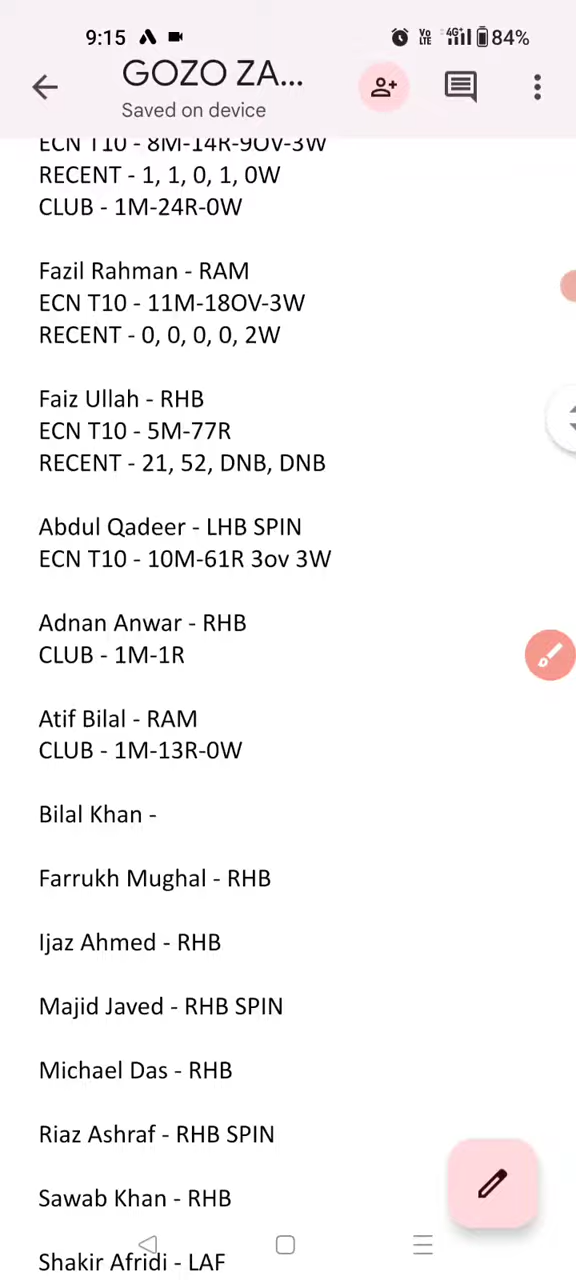 9:15
VO LTE 4G+ 84%
GOZO ZA...
Saved on device
ECN T10 - 8M-14R-9OV-3W
RECENT - 1, 1, 0, 1, 0W
CLUB - 1M-24R-0W
Fazil Rahman - RAM
ECN T10 - 11M-18OV-3W
RECENT - 0, 0, 0, 0, 2W
Faiz Ullah - RHB
ECN T10 - 5M-77R
RECENT - 21, 52, DNB, DNB
Abdul Qadeer - LHB SPIN
ECN T10 - 10M-61R 3ov 3W
Adnan Anwar - RHB
CLUB - 1M-1R
Atif Bilal - RAM
CLUB - 1M-13R-0W
Bilal Khan -
Farrukh Mughal - RHB
Ijaz Ahmed - RHB
Majid Javed - RHB SPIN
Michael Das - RHB
Riaz Ashraf - RHB SPIN
Sawab Khan - RHB
Shakir Afridi - LAF